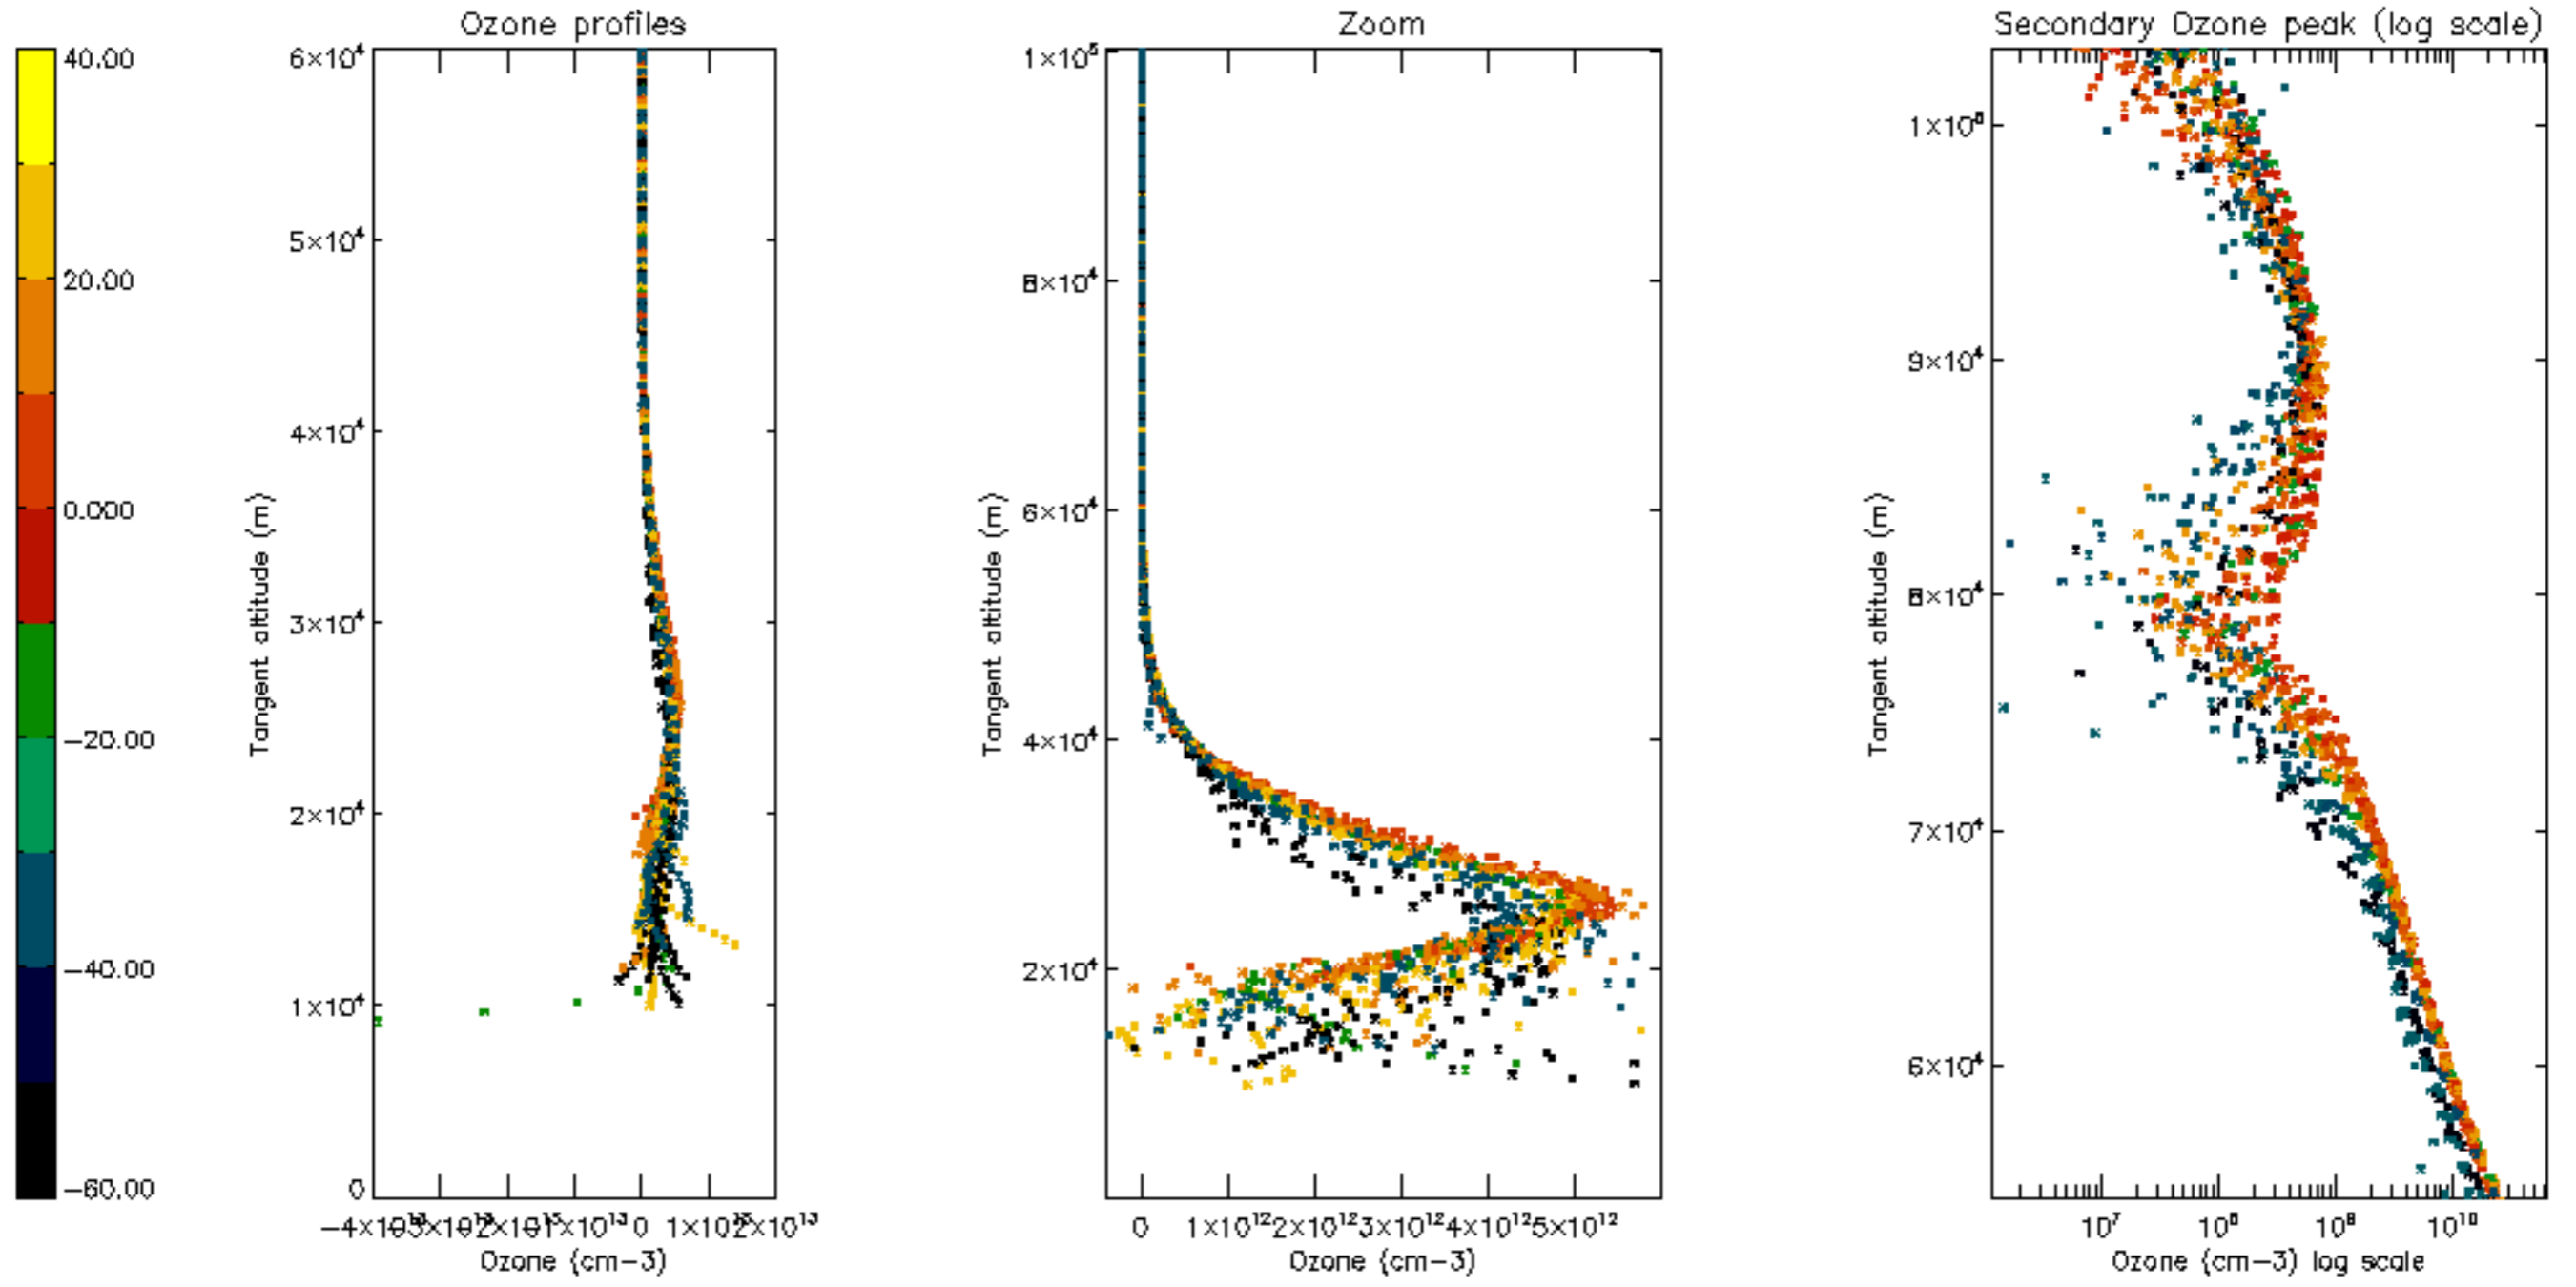 Ozone profiles
Zoom
Secondary Ozone peak (log scale)
40.00
20.00
0.000
−20.00
−40.00
−60.00
6×10⁴
5×10⁴
4×10⁴
3×10⁴
2×10⁴
1×10⁴
0
Tangent altitude (m)
0
Ozone (cm−3)
1×10⁵
8×10⁴
6×10⁴
4×10⁴
2×10⁴
Tangent altitude (m)
0 1×10¹² 2×10¹² 3×10¹² 4×10¹² 5×10¹²
Ozone (cm−3)
1×10⁵
9×10⁴
8×10⁴
7×10⁴
6×10⁴
Tangent altitude (m)
10⁷ 10⁸ 10⁹ 10¹⁰
Ozone (cm−3) log scale